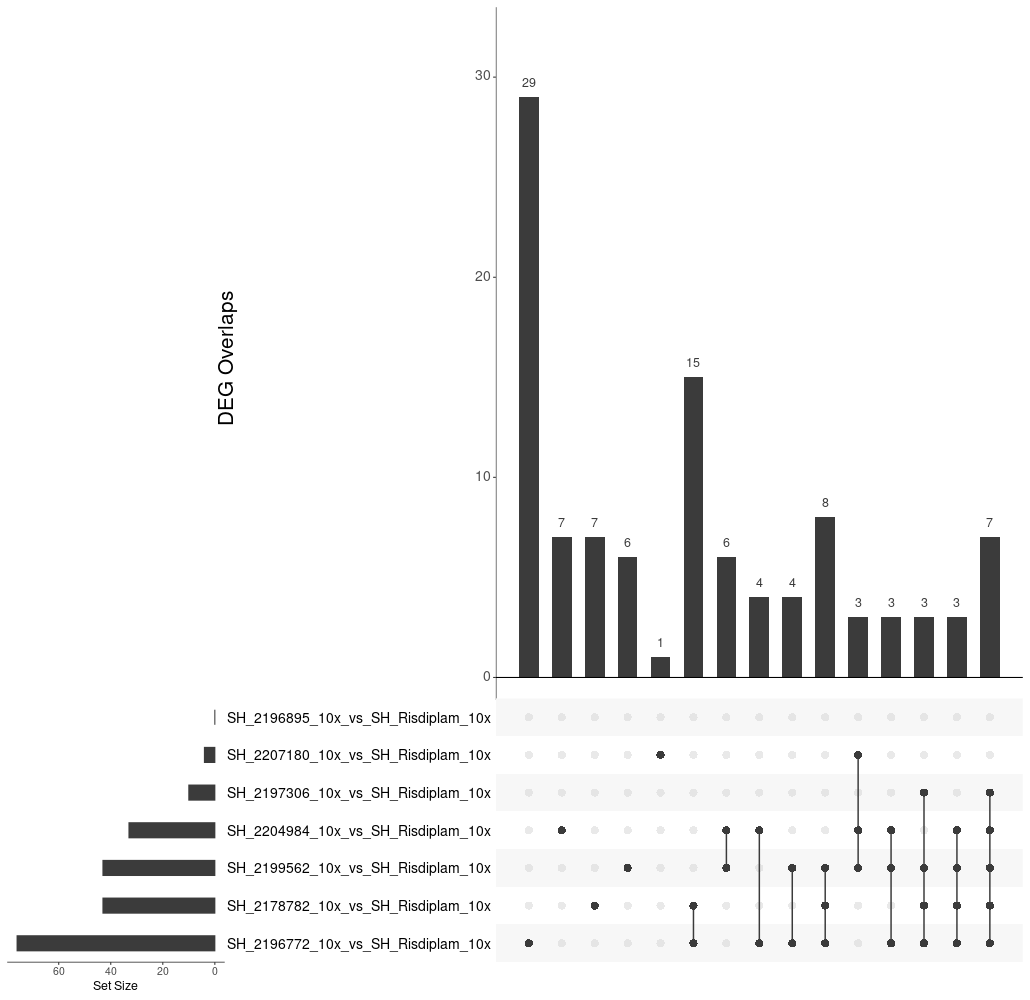 30
20
10
0
DEG Overlaps
29
7
7
6
1
15
6
4
4
8
3
3
3
3
7
SH_2196895_10x_vs_SH_Risdiplam_10x
SH_2207180_10x_vs_SH_Risdiplam_10x
SH_2197306_10x_vs_SH_Risdiplam_10x
SH_2204984_10x_vs_SH_Risdiplam_10x
SH_2199562_10x_vs_SH_Risdiplam_10x
SH_2178782_10x_vs_SH_Risdiplam_10x
SH_2196772_10x_vs_SH_Risdiplam_10x
60 40 20 0
Set Size